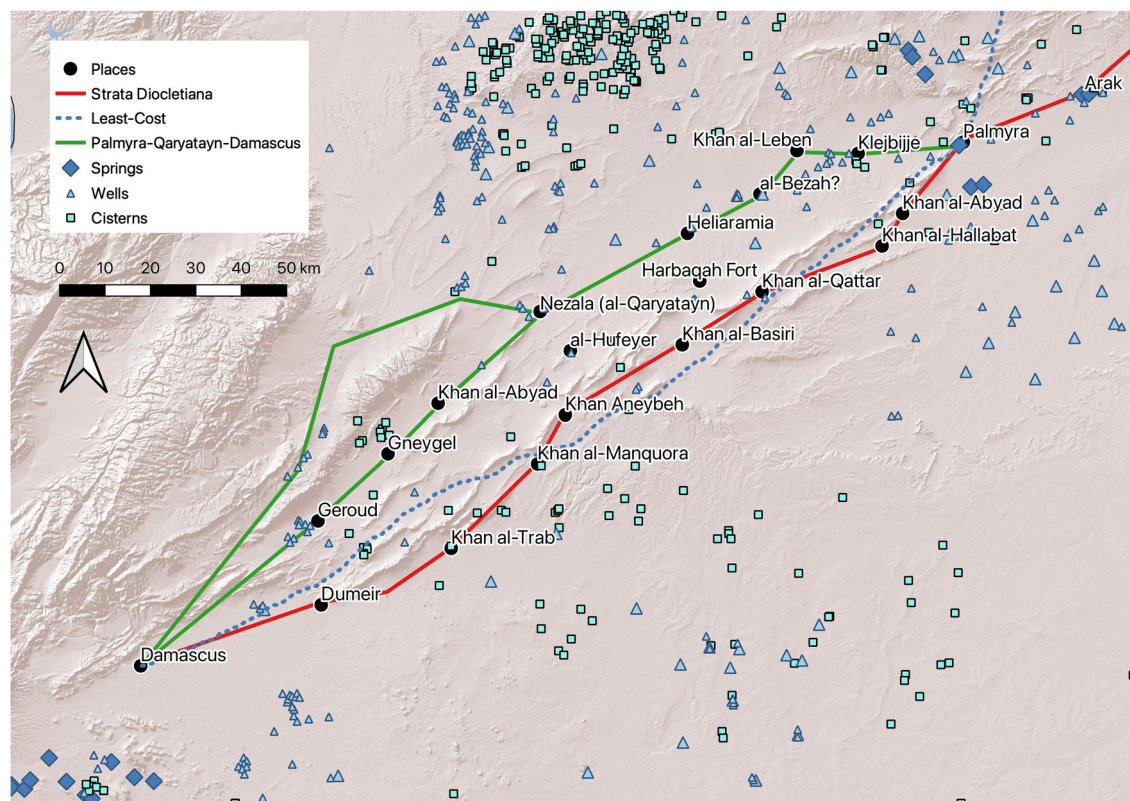 Places
Strata Diocletiana
Least-Cost
Palmyra-Qaryatayn-Damascus
Springs
Wells
Cisterns
0 10 20 30 40 50 km
Arak
Palmyra
Khan al-Leben
Klejbijje
al-Bezah?
Khan al-Abyad
Heliaramia
Khan al-Hallabat
Harbaqah Fort
Khan al-Qattar
Nezala (al-Qaryatayn)
al-Hufeyer
Khan al-Basiri
Khan al-Abyad
Khan Aneybeh
Gneygel
Khan al-Manquora
Geroud
Khan al-Trab
Dumeir
Damascus